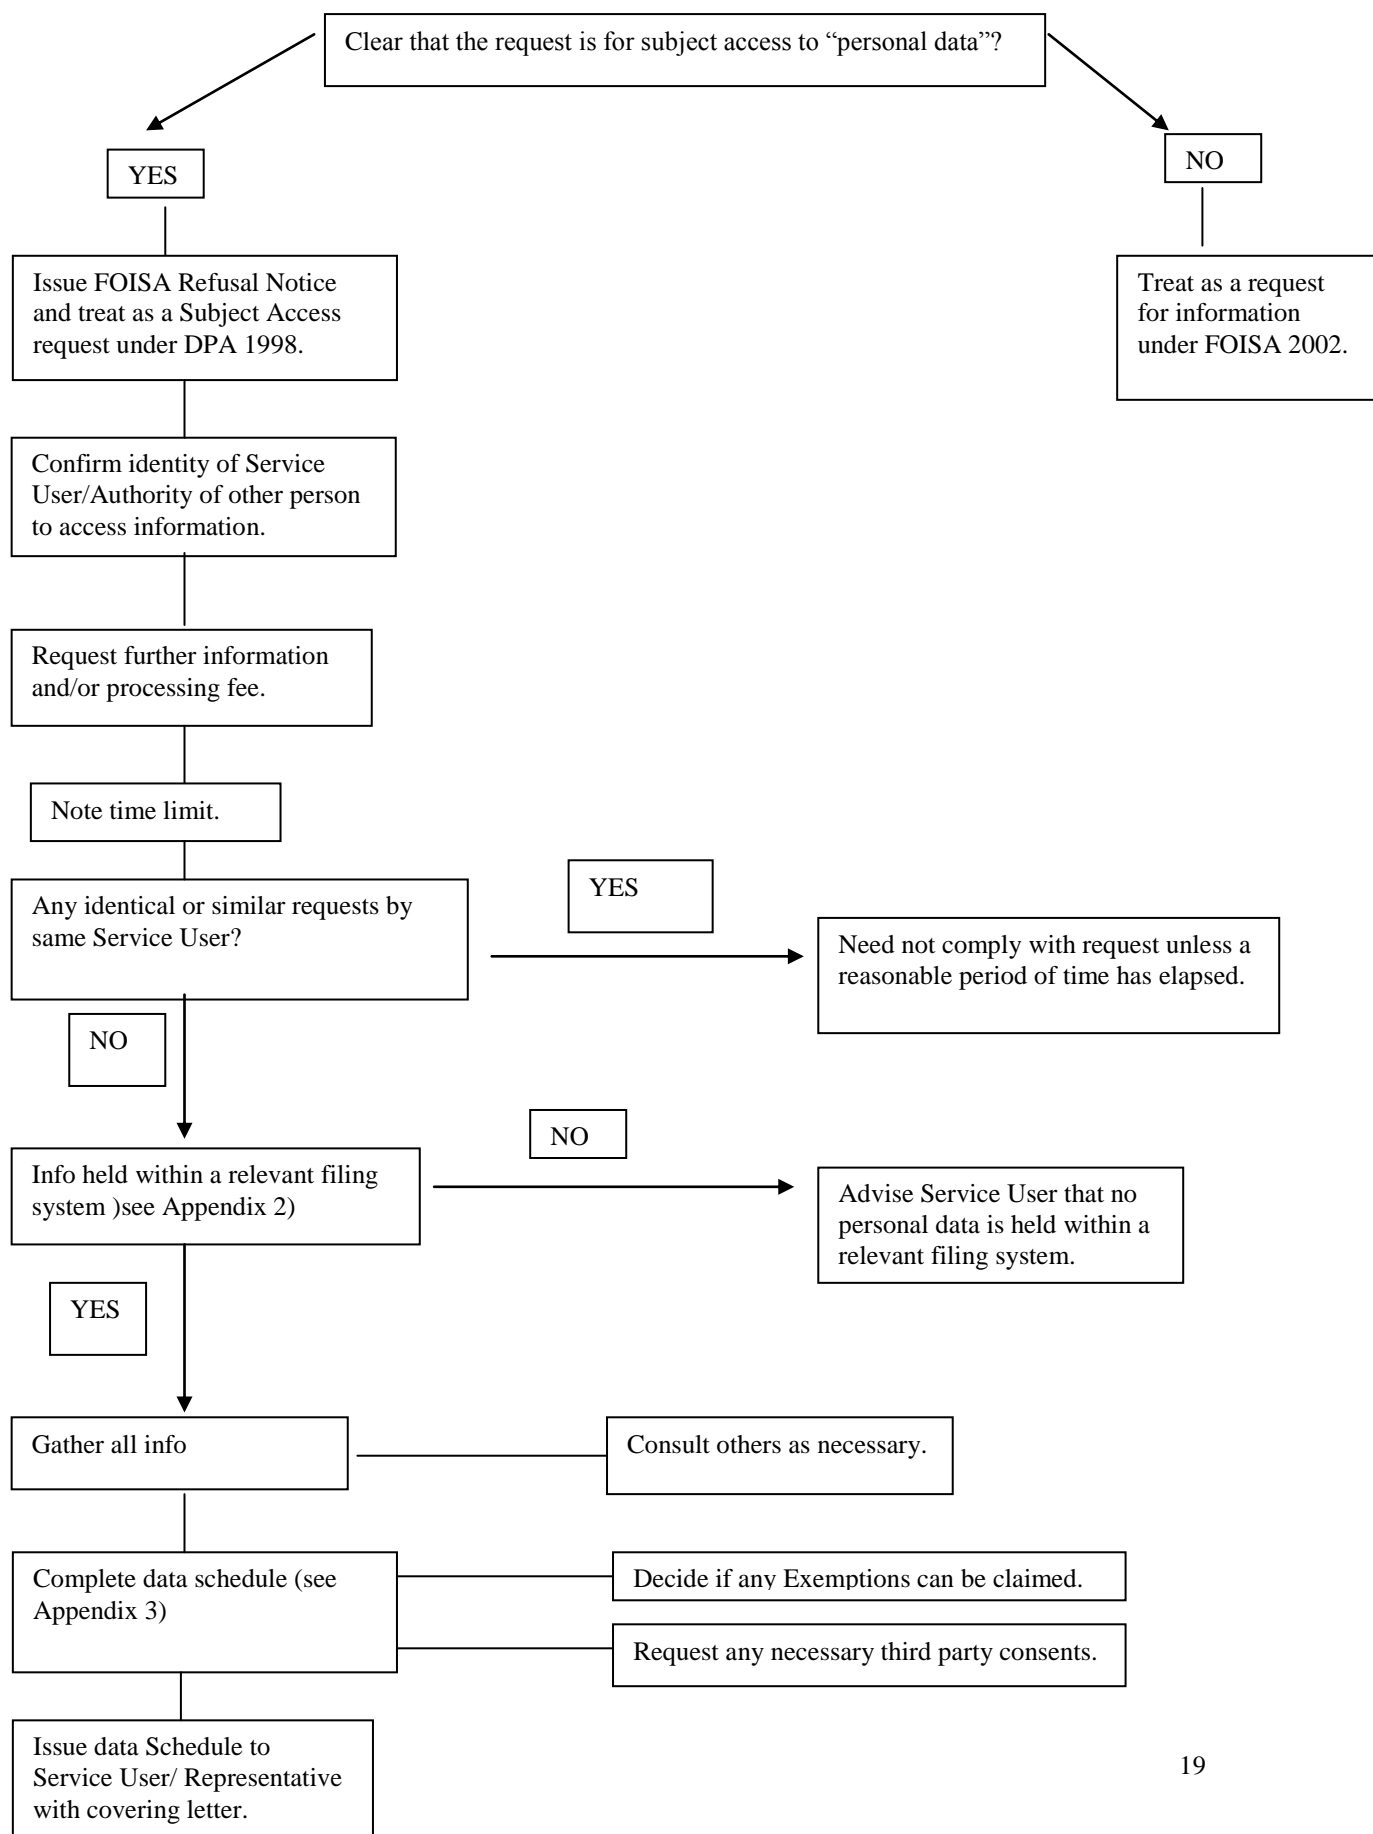 Clear that the request is for subject access to “personal data”?
YES
NO
Issue FOISA Refusal Notice
and treat as a Subject Access
request under DPA 1998.
Treat as a request
for information
under FOISA 2002.
Confirm identity of Service
User/Authority of other person
to access information.
Request further information
and/or processing fee.
Note time limit.
Any identical or similar requests by
same Service User?
YES
Need not comply with request unless a
reasonable period of time has elapsed.
NO
Info held within a relevant filing
system )see Appendix 2)
NO
Advise Service User that no
personal data is held within a
relevant filing system.
YES
Gather all info
Consult others as necessary.
Complete data schedule (see
Appendix 3)
Decide if any Exemptions can be claimed.
Request any necessary third party consents.
Issue data Schedule to
Service User/ Representative
with covering letter.
19